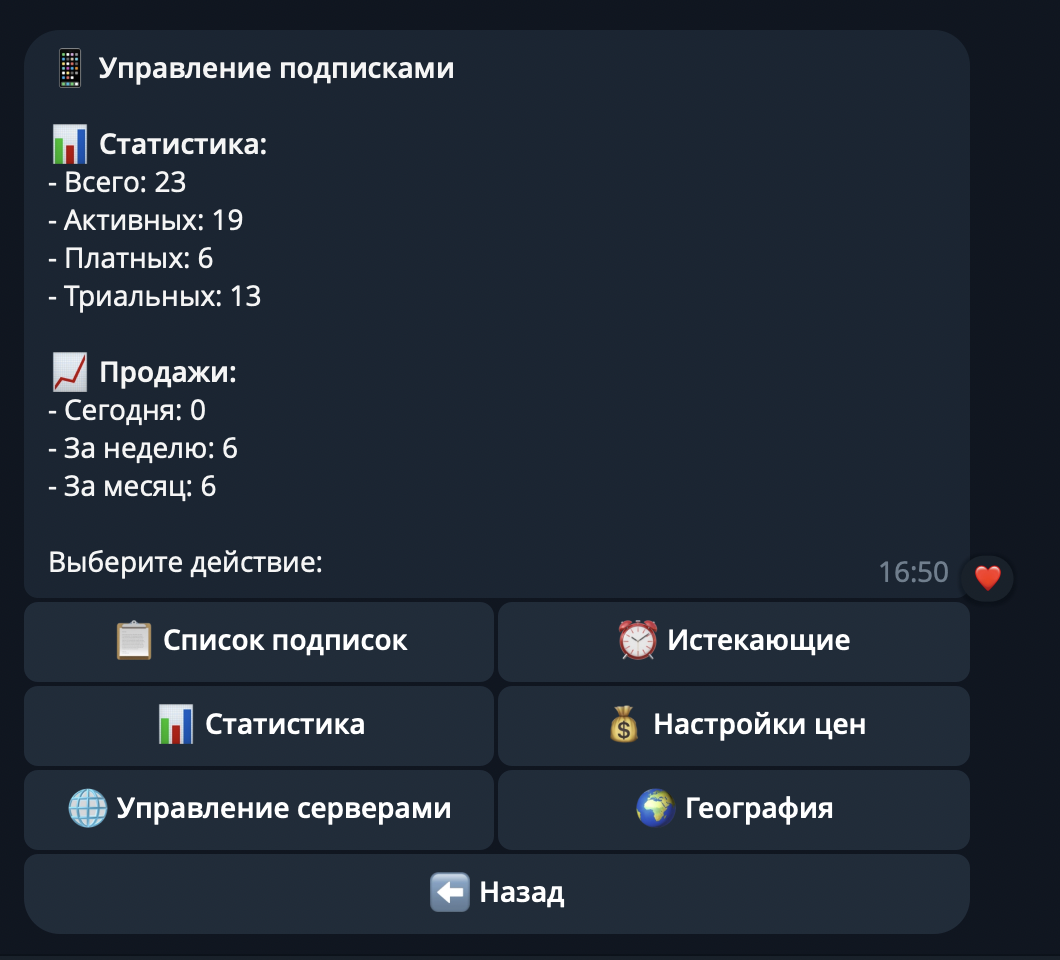 📱 Управление подписками
📊 Статистика:
- Всего: 23
- Активных: 19
- Платных: 6
- Триальных: 13
📈 Продажи:
- Сегодня: 0
- За неделю: 6
- За месяц: 6
Выберите действие:
16:50
📋 Список подписок
⏰ Истекающие
📊 Статистика
💰 Настройки цен
🌐 Управление серверами
🌍 География
⬅️ Назад